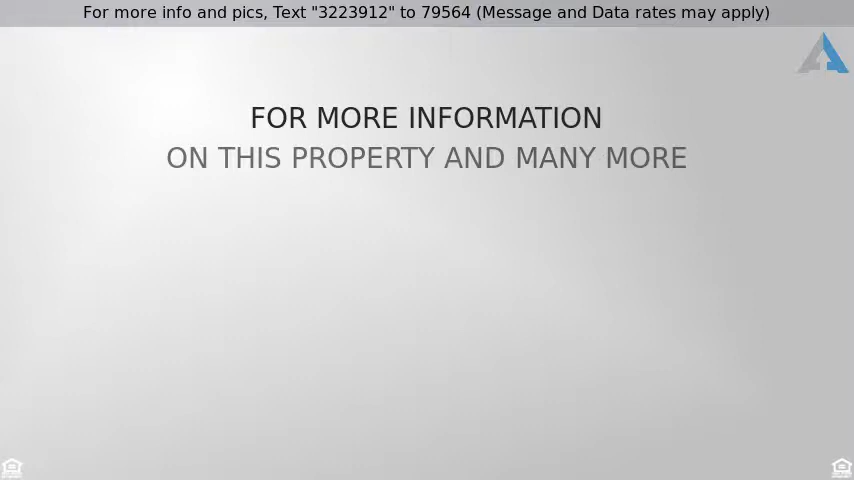 For more info and pics, Text "3223912" to 79564 (Message and Data rates may apply)
FOR MORE INFORMATION
ON THIS PROPERTY AND MANY MORE